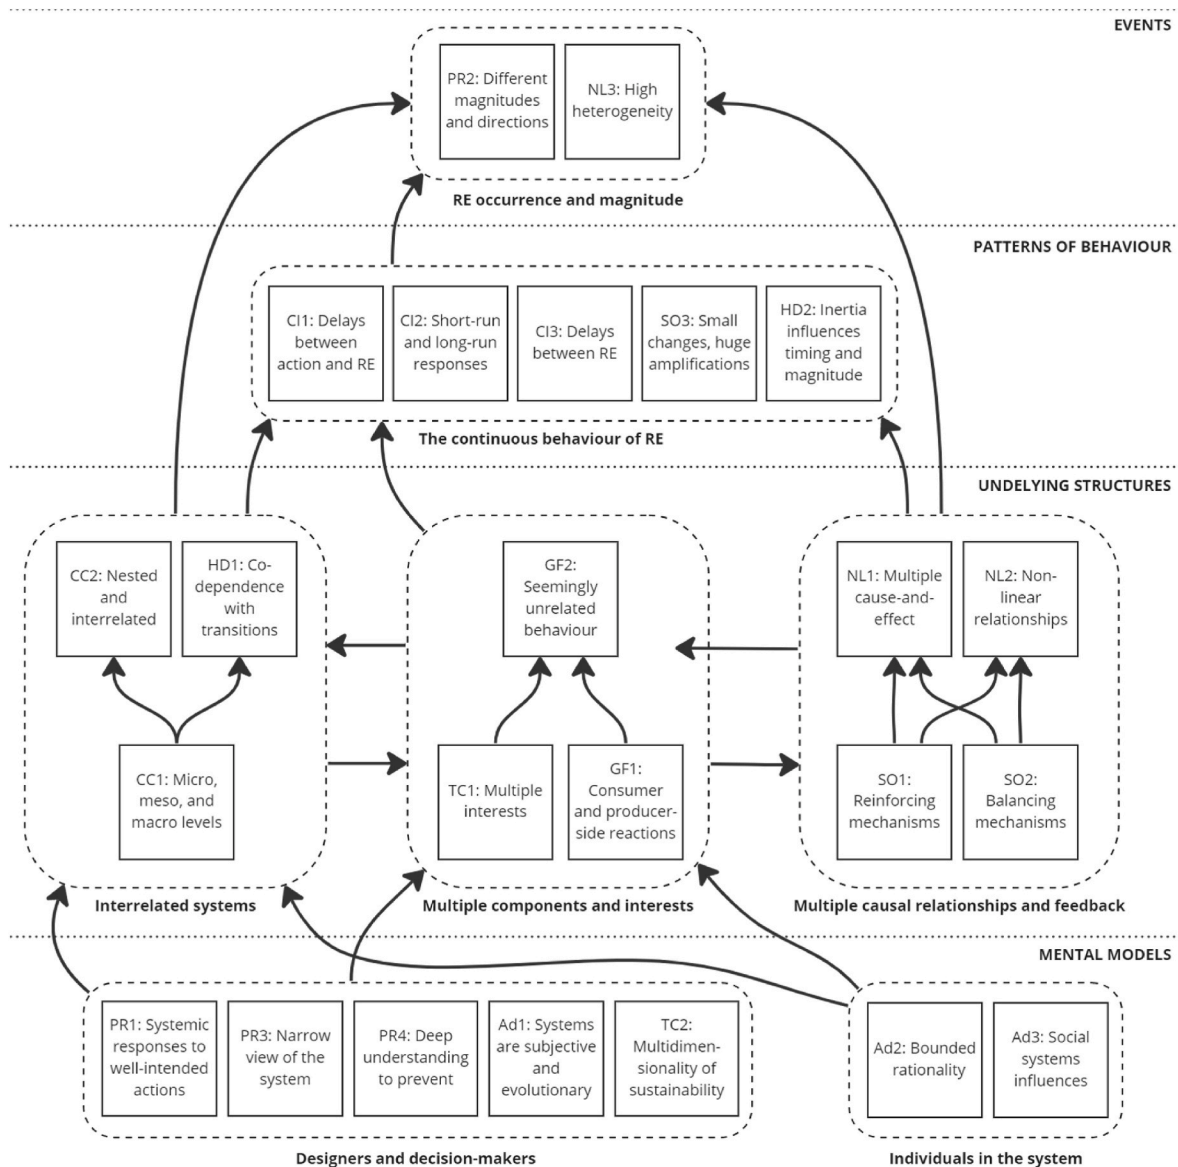 EVENTS
PR2: Different
magnitudes
and directions
NL3: High
heterogeneity
RE occurrence and magnitude
PATTERNS OF BEHAVIOUR
CI1: Delays
between
action and RE
CI2: Short-run
and long-run
responses
CI3: Delays
between RE
SO3: Small
changes, huge
amplifications
HD2: Inertia
influences
timing and
magnitude
The continuous behaviour of RE
UNDELYING STRUCTURES
CC2: Nested
and
interrelated
HD1: Co-
dependence
with
transitions
CC1: Micro,
meso, and
macro levels
Interrelated systems
GF2:
Seemingly
unrelated
behaviour
TC1: Multiple
interests
GF1:
Consumer
and producer-
side reactions
Multiple components and interests
NL1: Multiple
cause-and-
effect
NL2: Non-
linear
relationships
SO1:
Reinforcing
mechanisms
SO2:
Balancing
mechanisms
Multiple causal relationships and feedback
MENTAL MODELS
PR1: Systemic
responses to
well-intended
actions
PR3: Narrow
view of the
system
PR4: Deep
understanding
to prevent
Ad1: Systems
are subjective
and
evolutionary
TC2:
Multidimen-
sionality of
sustainability
Designers and decision-makers
Ad2: Bounded
rationality
Ad3: Social
systems
influences
Individuals in the system